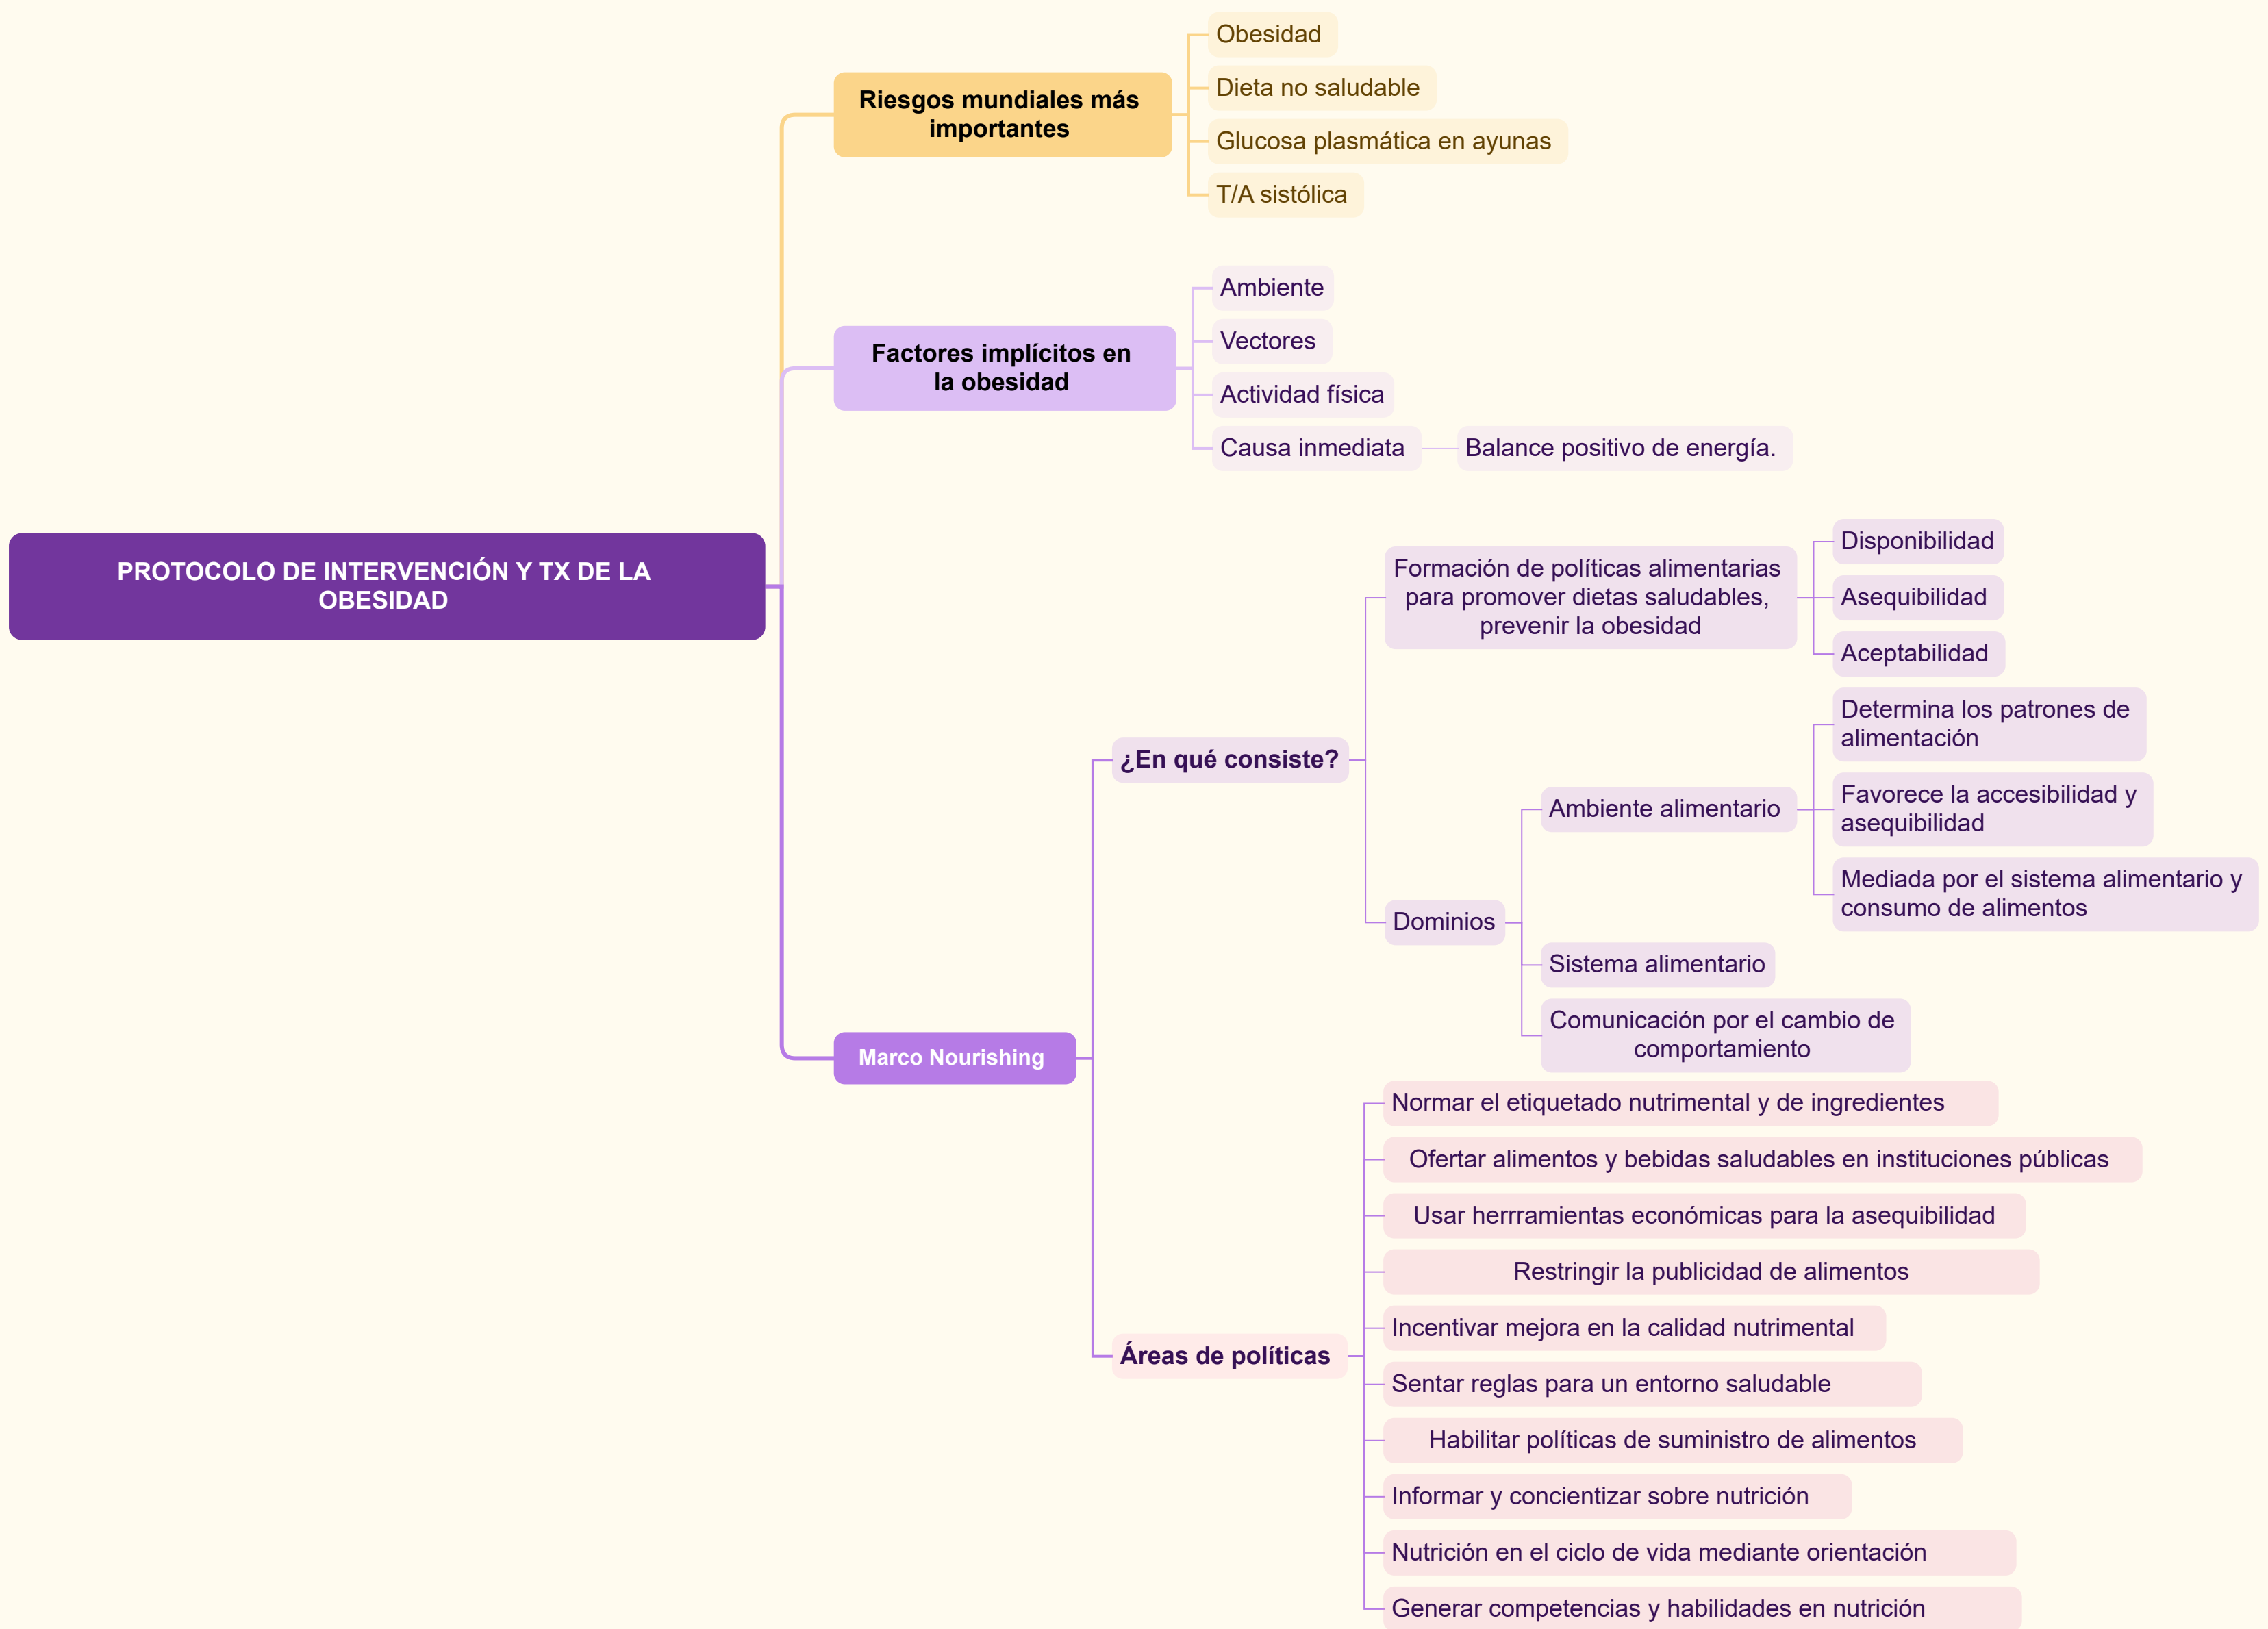 PROTOCOLO DE INTERVENCIÓN Y TX DE LA
OBESIDAD
Riesgos mundiales más
importantes
Obesidad
Dieta no saludable
Glucosa plasmática en ayunas
T/A sistólica
Factores implícitos en
la obesidad
Ambiente
Vectores
Actividad física
Causa inmediata
Balance positivo de energía.
Marco Nourishing
¿En qué consiste?
Formación de políticas alimentarias
para promover dietas saludables,
prevenir la obesidad
Disponibilidad
Asequibilidad
Aceptabilidad
Dominios
Ambiente alimentario
Determina los patrones de
alimentación
Favorece la accesibilidad y
asequibilidad
Mediada por el sistema alimentario y
consumo de alimentos
Sistema alimentario
Comunicación por el cambio de
comportamiento
Áreas de políticas
Normar el etiquetado nutrimental y de ingredientes
Ofertar alimentos y bebidas saludables en instituciones públicas
Usar herrramientas económicas para la asequibilidad
Restringir la publicidad de alimentos
Incentivar mejora en la calidad nutrimental
Sentar reglas para un entorno saludable
Habilitar políticas de suministro de alimentos
Informar y concientizar sobre nutrición
Nutrición en el ciclo de vida mediante orientación
Generar competencias y habilidades en nutrición